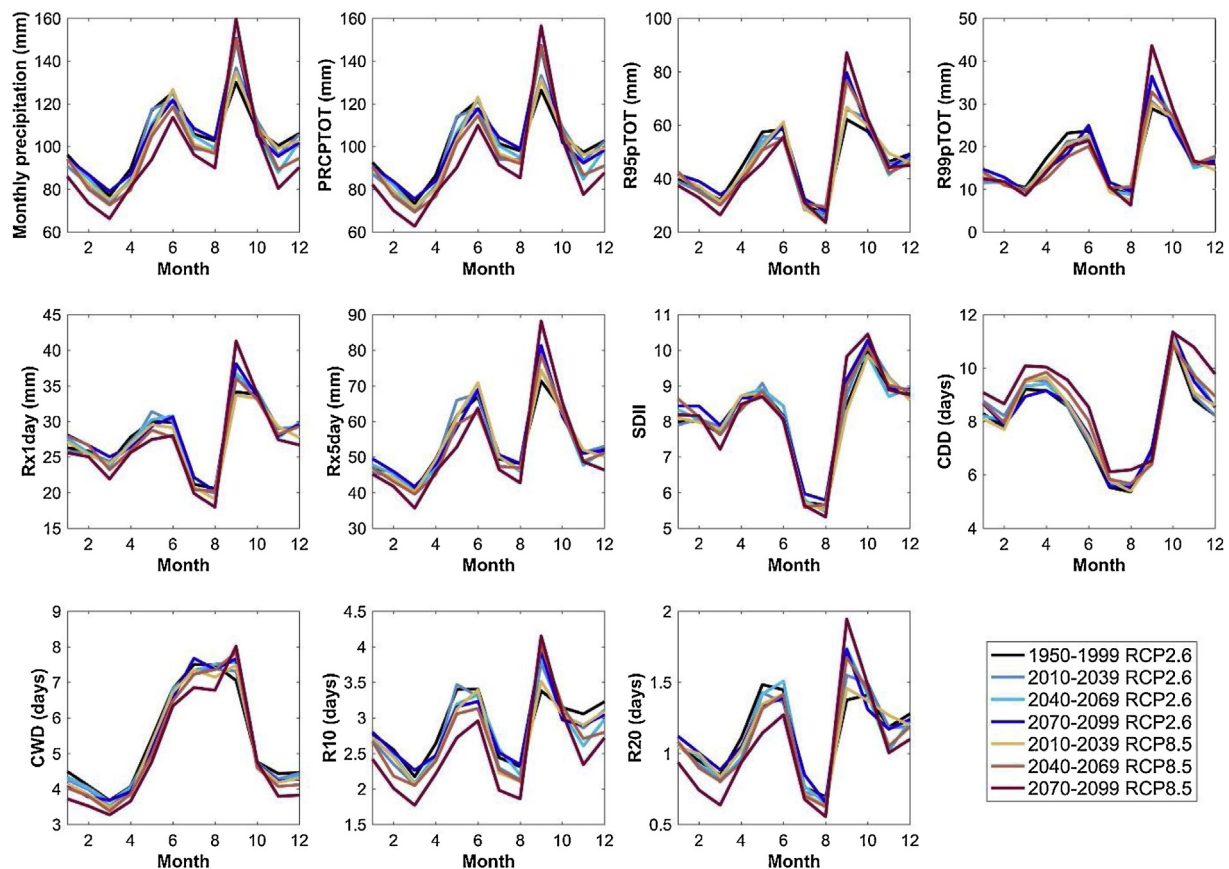 Monthly precipitation (mm)
160
140
120
100
80
60
2 4 6 8 10 12
Month
PRCPTOT (mm)
160
140
120
100
80
60
2 4 6 8 10 12
Month
R95pTOT (mm)
100
80
60
40
20
2 4 6 8 10 12
Month
R99pTOT (mm)
50
40
30
20
10
0
2 4 6 8 10 12
Month
Rx1day (mm)
45
40
35
30
25
20
15
2 4 6 8 10 12
Month
Rx5day (mm)
90
80
70
60
50
40
30
2 4 6 8 10 12
Month
SDII
11
10
9
8
7
6
5
2 4 6 8 10 12
Month
CDD (days)
12
10
8
6
4
2 4 6 8 10 12
Month
CWD (days)
9
8
7
6
5
4
3
2 4 6 8 10 12
Month
R10 (days)
4.5
4
3.5
3
2.5
2
1.5
2 4 6 8 10 12
Month
R20 (days)
2
1.5
1
0.5
2 4 6 8 10 12
Month
1950-1999 RCP2.6
2010-2039 RCP2.6
2040-2069 RCP2.6
2070-2099 RCP2.6
2010-2039 RCP8.5
2040-2069 RCP8.5
2070-2099 RCP8.5